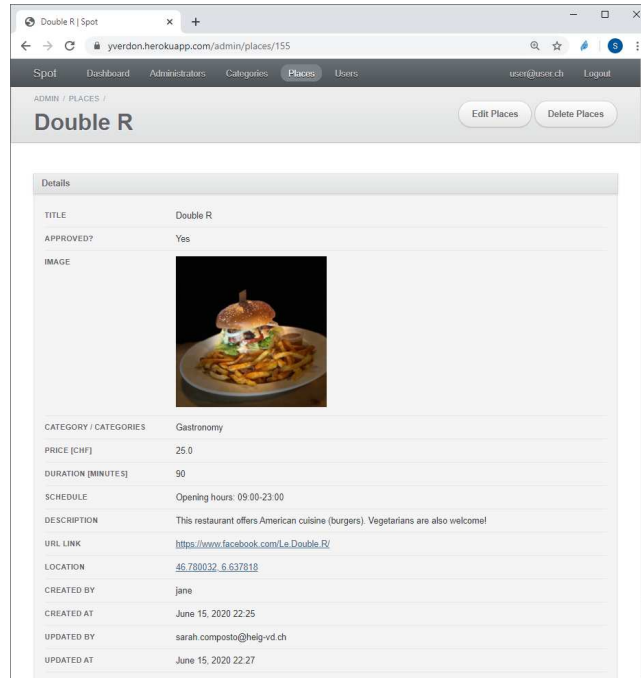 Double R | Spot
yverdon.herokuapp.com/admin/places/155
S
Spot Dashboard Administrators Categories Places Users user@user.ch Logout
ADMIN / PLACES /
Double R
Edit Places Delete Places
Details
TITLE Double R
APPROVED? Yes
IMAGE
CATEGORY / CATEGORIES Gastronomy
PRICE [CHF] 25.0
DURATION [MINUTES] 90
SCHEDULE Opening hours: 09:00-23:00
DESCRIPTION This restaurant offers American cuisine (burgers). Vegetarians are also welcome!
URL LINK https://www.facebook.com/Le.Double.R/
LOCATION 46.780032, 6.637818
CREATED BY jane
CREATED AT June 15, 2020 22:25
UPDATED BY sarah.composto@heig-vd.ch
UPDATED AT June 15, 2020 22:27